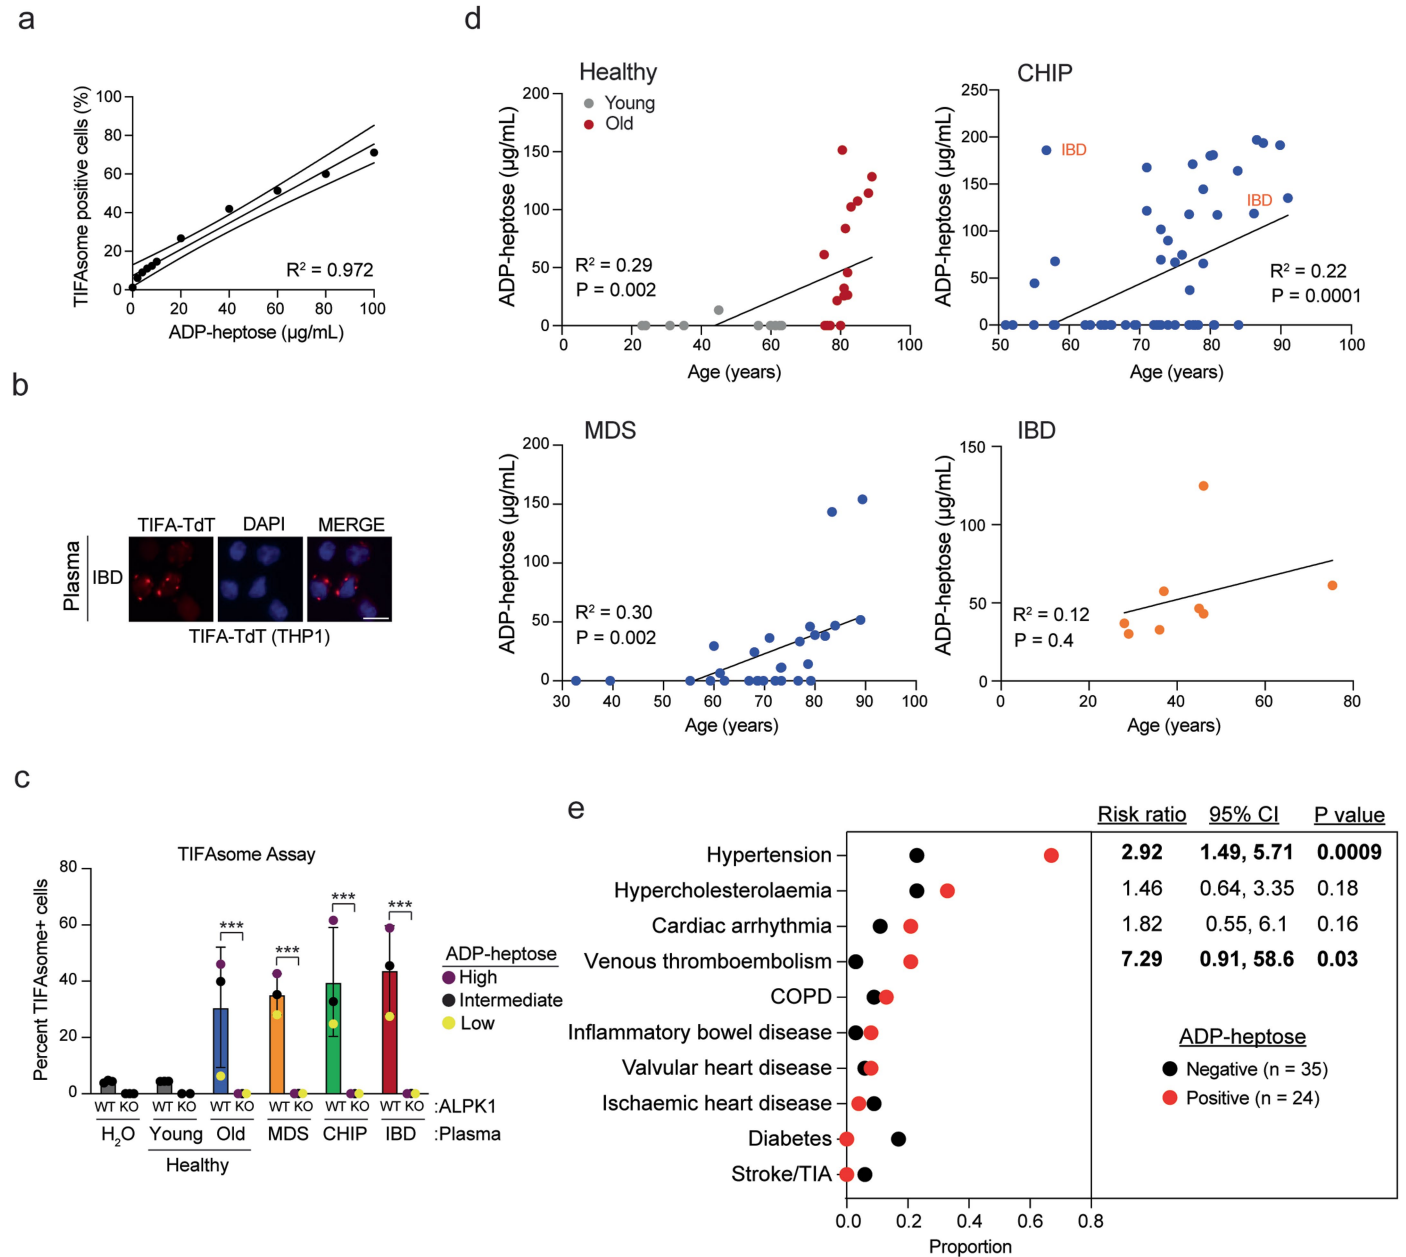 a
TIFAsome positive cells (%)
100
80
60
40
20
0
R² = 0.972
0 20 40 60 80 100
ADP-heptose (µg/mL)
b
TIFA-TdT DAPI MERGE
Plasma
IBD
TIFA-TdT (THP1)
c
TIFAsome Assay
Percent TIFAsome+ cells
80
60
40
20
0
*** *** *** ***
ADP-heptose
High
Intermediate
Low
WT KO WT KO WT KO WT KO WT KO WT KO :ALPK1
H₂O Young Old MDS CHIP IBD :Plasma
Healthy
d
Healthy
Young
Old
ADP-heptose (µg/mL)
200
150
100
50
0
R² = 0.29
P = 0.002
0 20 40 60 80 100
Age (years)
CHIP
ADP-heptose (µg/mL)
250
200
150
100
50
0
IBD
IBD
R² = 0.22
P = 0.0001
50 60 70 80 90 100
Age (years)
MDS
ADP-heptose (µg/mL)
200
150
100
50
0
R² = 0.30
P = 0.002
30 40 50 60 70 80 90 100
Age (years)
IBD
ADP-heptose (µg/mL)
150
100
50
0
R² = 0.12
P = 0.4
0 20 40 60 80
Age (years)
e
Risk ratio 95% CI P value
Hypertension 2.92 1.49, 5.71 0.0009
Hypercholesterolaemia 1.46 0.64, 3.35 0.18
Cardiac arrhythmia 1.82 0.55, 6.1 0.16
Venous thromboembolism 7.29 0.91, 58.6 0.03
COPD
Inflammatory bowel disease
Valvular heart disease
Ischaemic heart disease
Diabetes
Stroke/TIA
ADP-heptose
Negative (n = 35)
Positive (n = 24)
0.0 0.2 0.4 0.6 0.8
Proportion